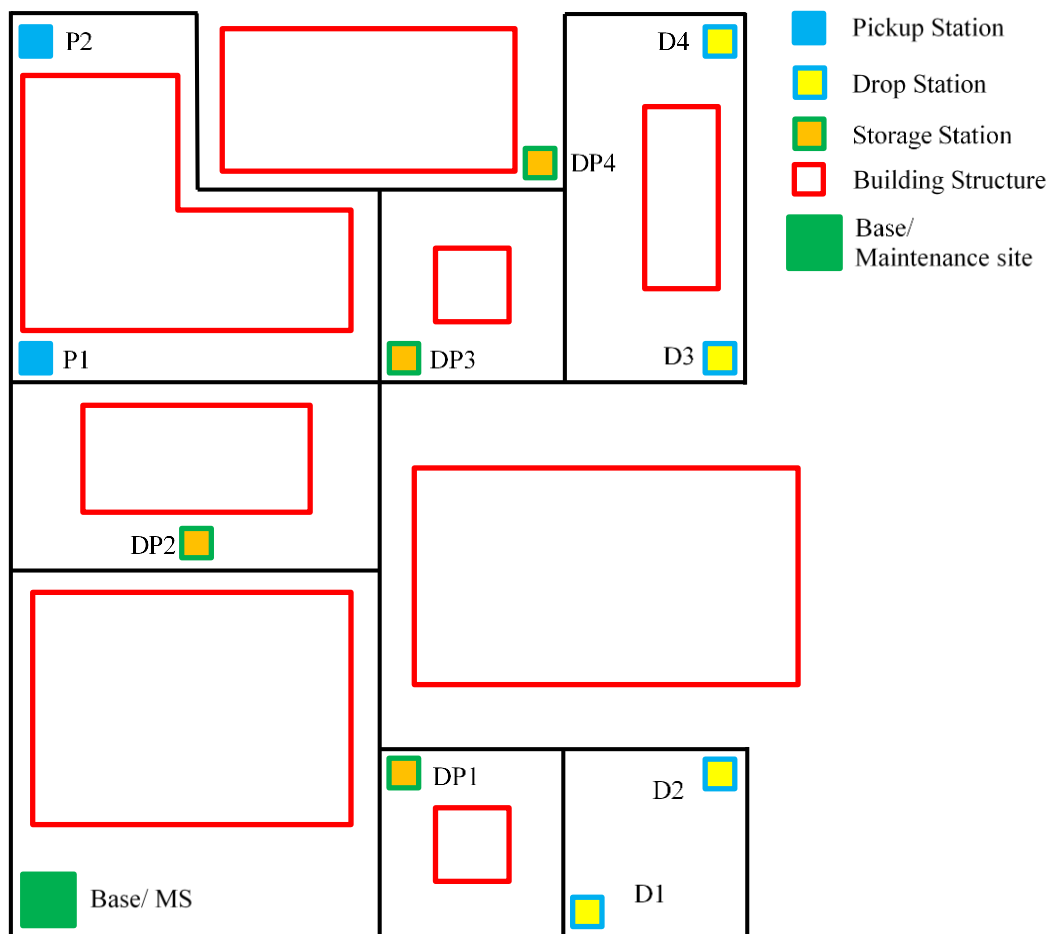 P2
D4
Pickup Station
Drop Station
Storage Station
DP4
Building Structure
Base/
Maintenance site
P1
DP3
D3
DP2
DP1
D2
Base/ MS
D1